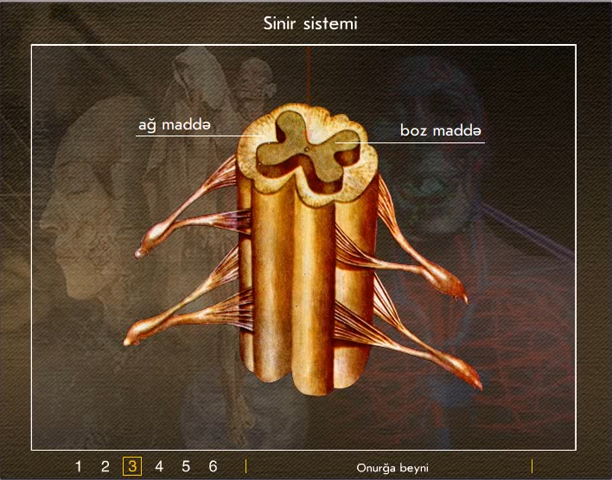 Sinir sistemi
ağ maddə
boz maddə
1 2 3 4 5 6
Onurğa beyni